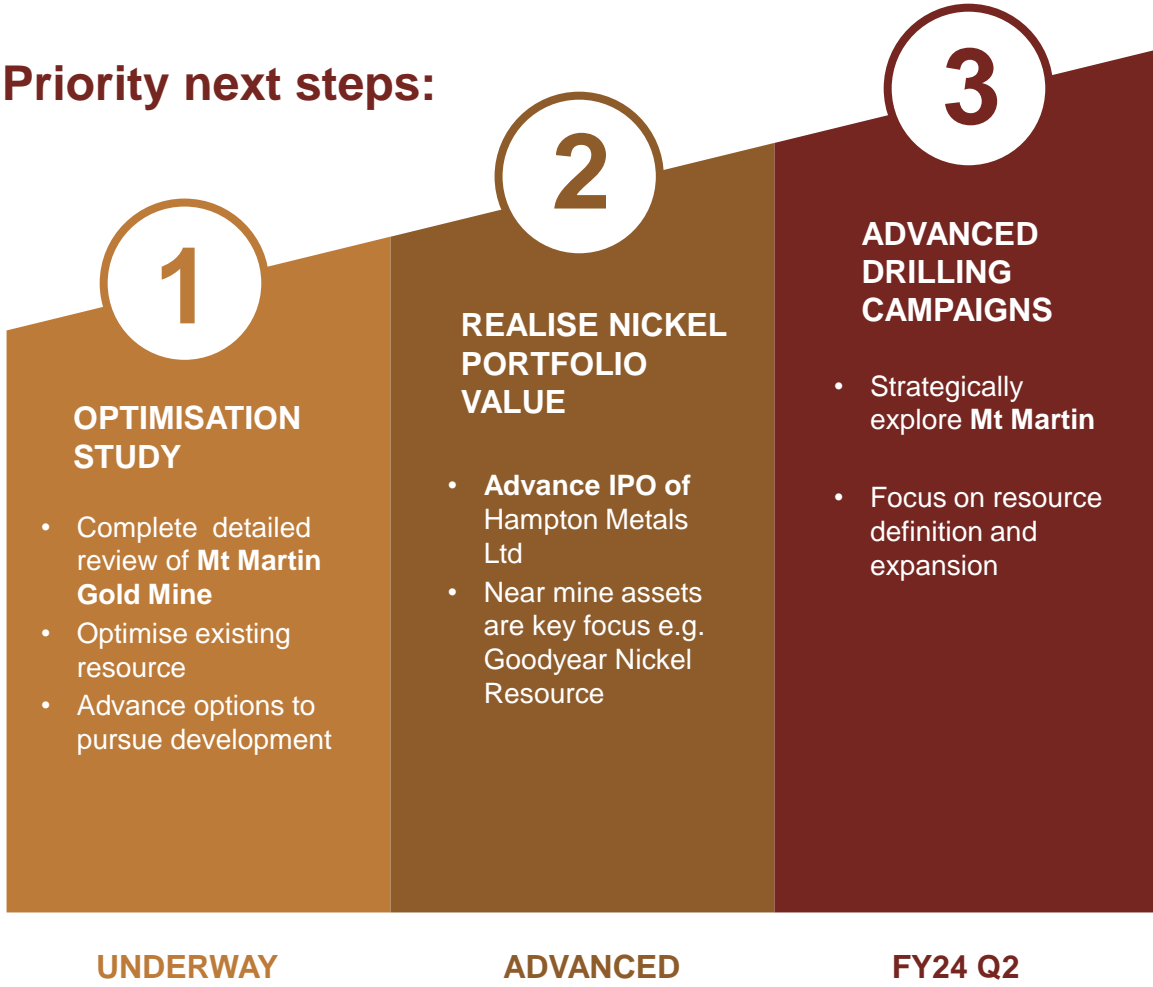 Priority next steps:
1
OPTIMISATION
STUDY
• Complete detailed
review of Mt Martin
Gold Mine
• Optimise existing
resource
• Advance options to
pursue development
UNDERWAY
2
REALISE NICKEL
PORTFOLIO
VALUE
• Advance IPO of
Hampton Metals
Ltd
• Near mine assets
are key focus e.g.
Goodyear Nickel
Resource
ADVANCED
3
ADVANCED
DRILLING
CAMPAIGNS
• Strategically
explore Mt Martin
• Focus on resource
definition and
expansion
FY24 Q2